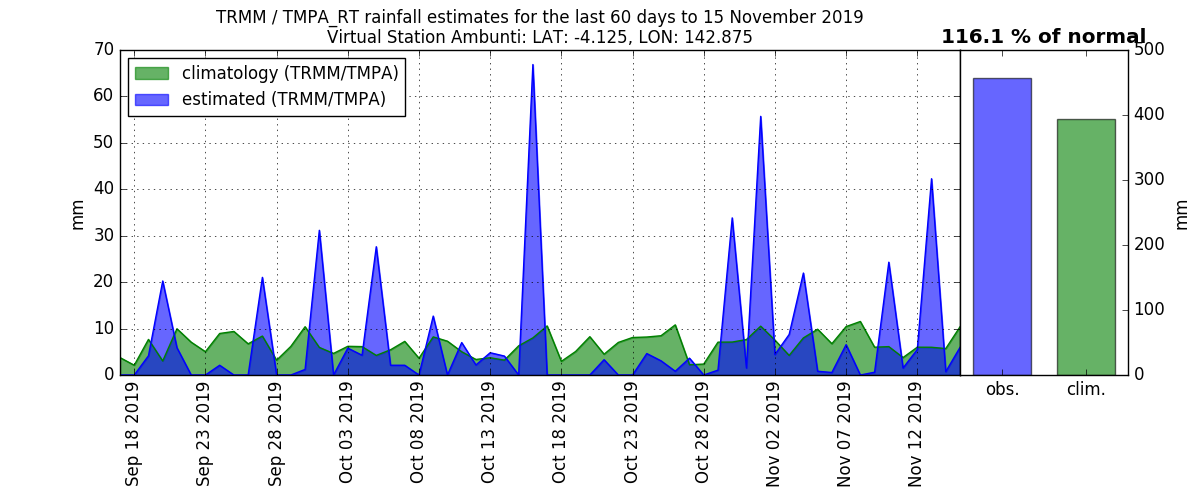 TRMM / TMPA_RT rainfall estimates for the last 60 days to 15 November 2019
Virtual Station Ambunti: LAT: -4.125, LON: 142.875
116.1 % of normal
climatology (TRMM/TMPA)
estimated (TRMM/TMPA)
70
60
50
40
30
20
10
0
mm
Sep 18 2019
Sep 23 2019
Sep 28 2019
Oct 03 2019
Oct 08 2019
Oct 13 2019
Oct 18 2019
Oct 23 2019
Oct 28 2019
Nov 02 2019
Nov 07 2019
Nov 12 2019
500
400
300
200
100
0
mm
obs.
clim.